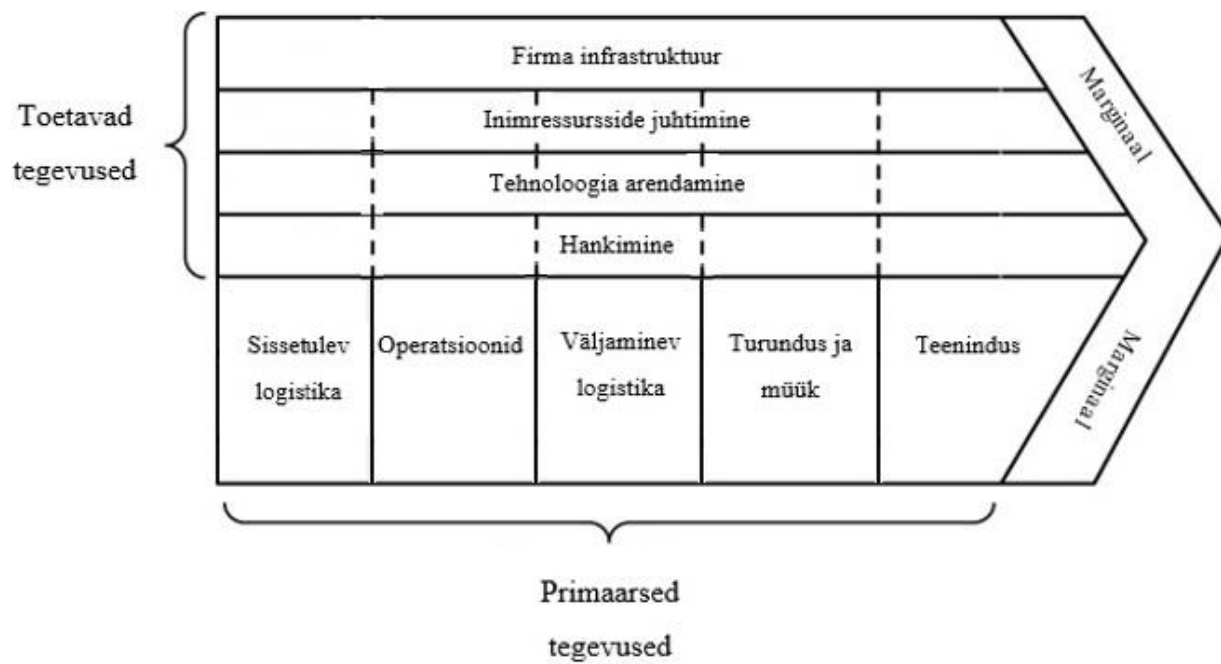 Firma infrastruktuur
Toetavad
tegevused
Inimressursside juhtimine
Tehnoloogia arendamine
Hankimine
Marginaal
Sissetulev
logistika
Operatsioonid
Väljaminev
logistika
Turundus ja
müük
Teenindus
Marginaal
Primaarsed
tegevused